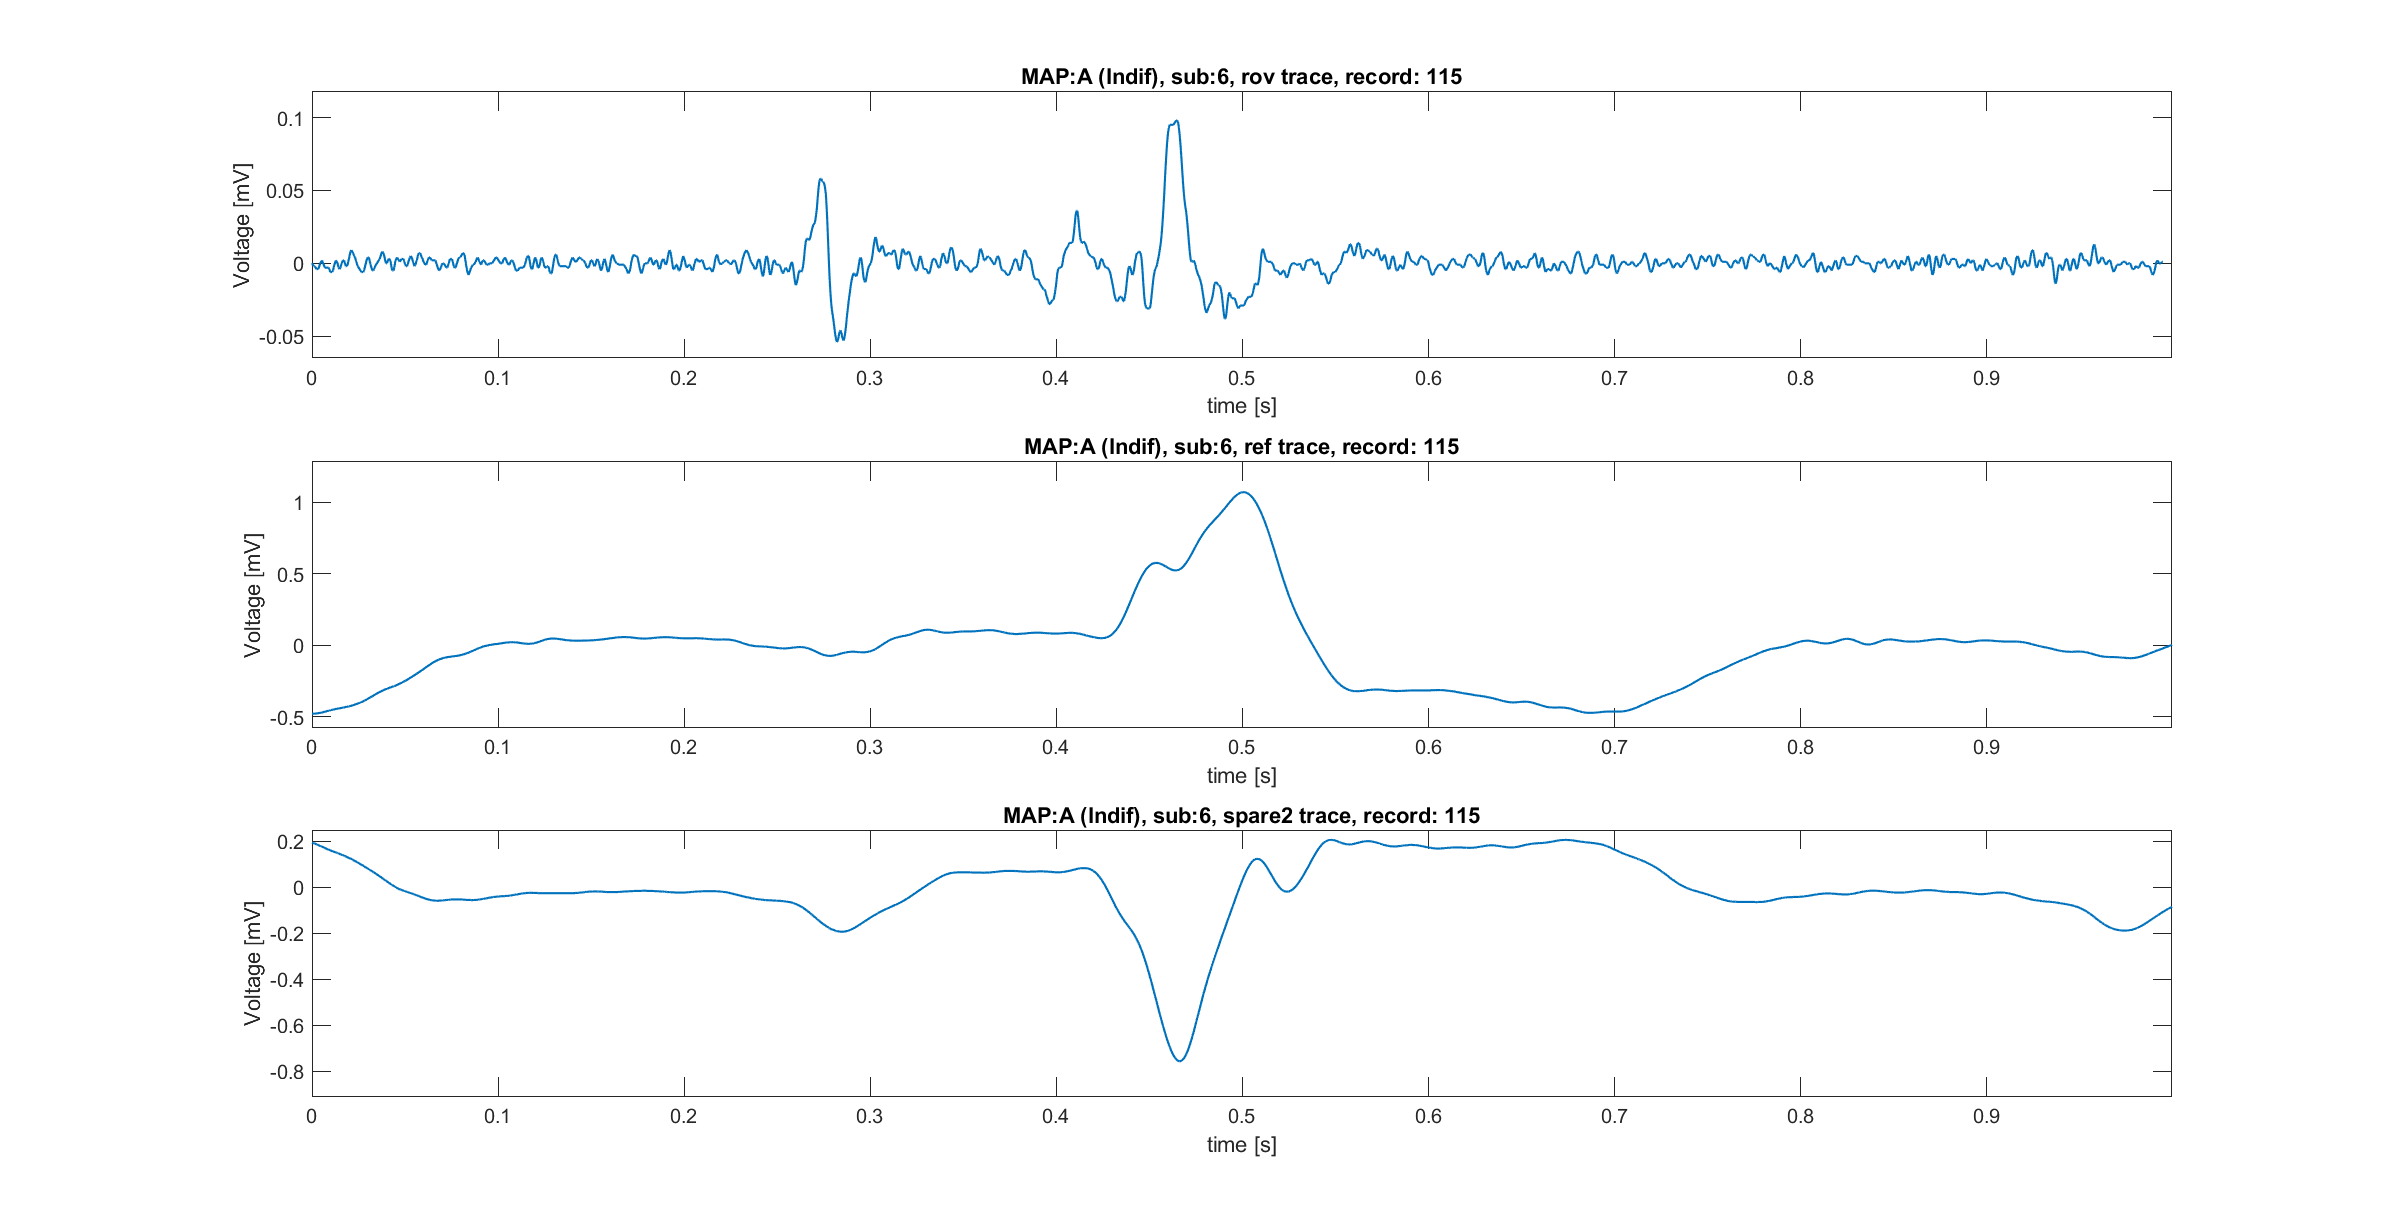 MAP:A (Indif), sub:6, rov trace, record: 115
Voltage [mV]
0.1
0.05
0
-0.05
0 0.1 0.2 0.3 0.4 0.5 0.6 0.7 0.8 0.9
time [s]
MAP:A (Indif), sub:6, ref trace, record: 115
Voltage [mV]
1
0.5
0
-0.5
0 0.1 0.2 0.3 0.4 0.5 0.6 0.7 0.8 0.9
time [s]
MAP:A (Indif), sub:6, spare2 trace, record: 115
Voltage [mV]
0.2
0
-0.2
-0.4
-0.6
-0.8
0 0.1 0.2 0.3 0.4 0.5 0.6 0.7 0.8 0.9
time [s]